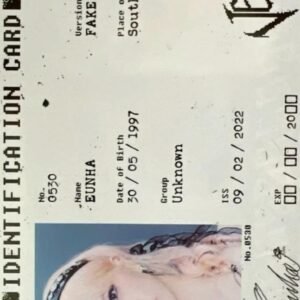 IDENTIFICATION CARD
Version
FAKE
Place o
South
No.
0530
Name
EUNHA
Date of Birth
30 / 05 / 1997
Group
Unknown
ISS
09 / 02 / 2022
EXP
00 / 00 / 2000
No.0530